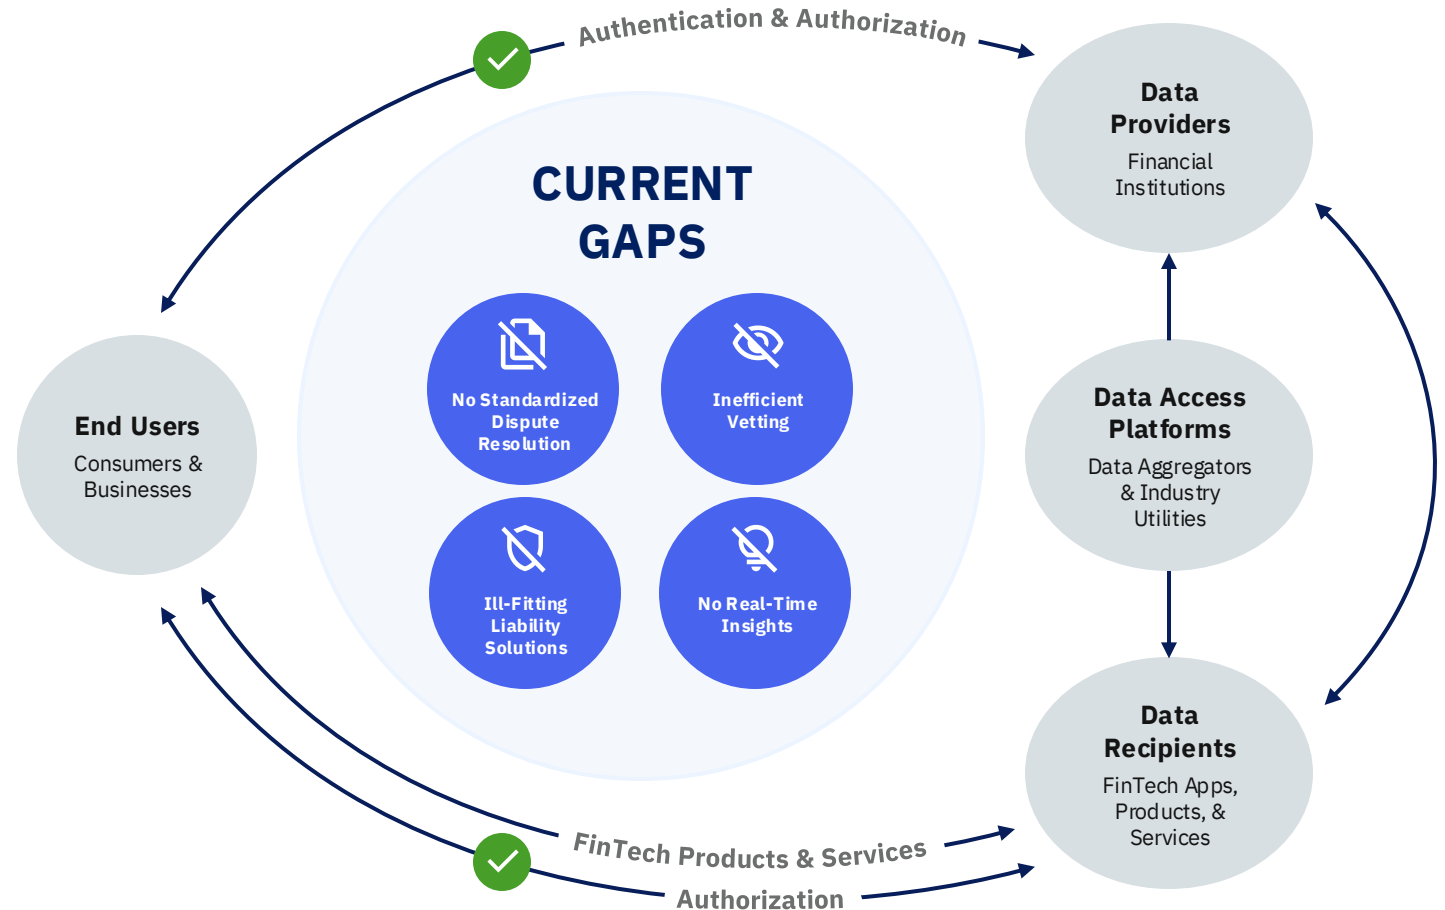 Authentication & Authorization
Data
Providers
Financial
Institutions
CURRENT
GAPS
No Standardized
Dispute
Resolution
Inefficient
Vetting
End Users
Consumers &
Businesses
Data Access
Platforms
Data Aggregators
& Industry
Utilities
Ill-Fitting
Liability
Solutions
No Real-Time
Insights
Data
Recipients
FinTech Apps,
Products, &
Services
FinTech Products & Services
Authorization